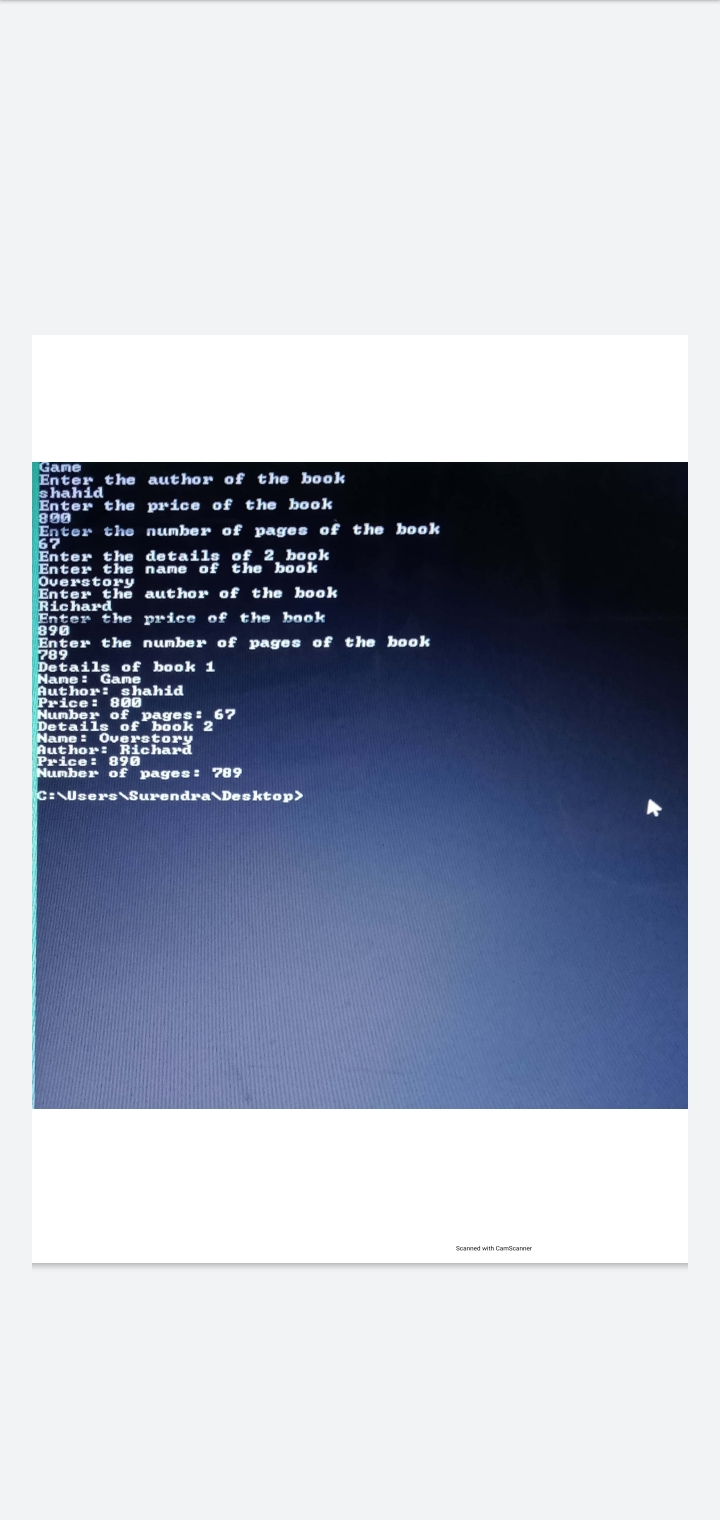 Game
Enter the author of the book
shahid
Enter the price of the book
800
Enter the number of pages of the book
67
Enter the details of 2 book
Enter the name of the book
Overstory
Enter the author of the book
Richard
Enter the price of the book
890
Enter the number of pages of the book
789
Details of book 1
Name: Game
Author: shahid
Price: 800
Number of pages: 67
Details of book 2
Name: Overstory
Author: Richard
Price: 890
Number of pages: 789
C:\Users\Surendra\Desktop>
Scanned with CamScanner